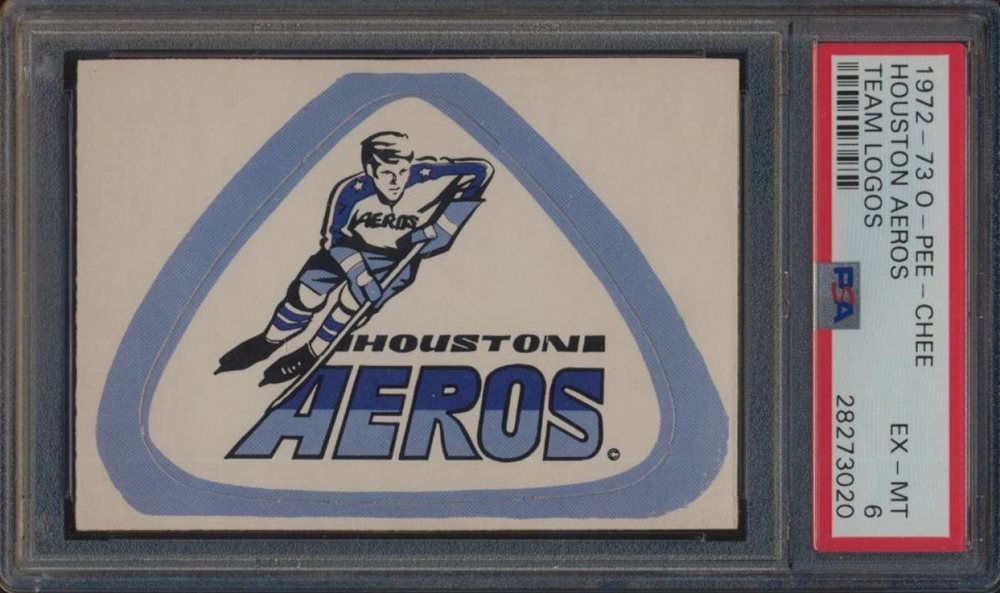 AEROS
HOUSTON
AEROS
©
1972-73 O-PEE-CHEE
HOUSTON AEROS
TEAM LOGOS
EX-MT
6
PSA
28273020